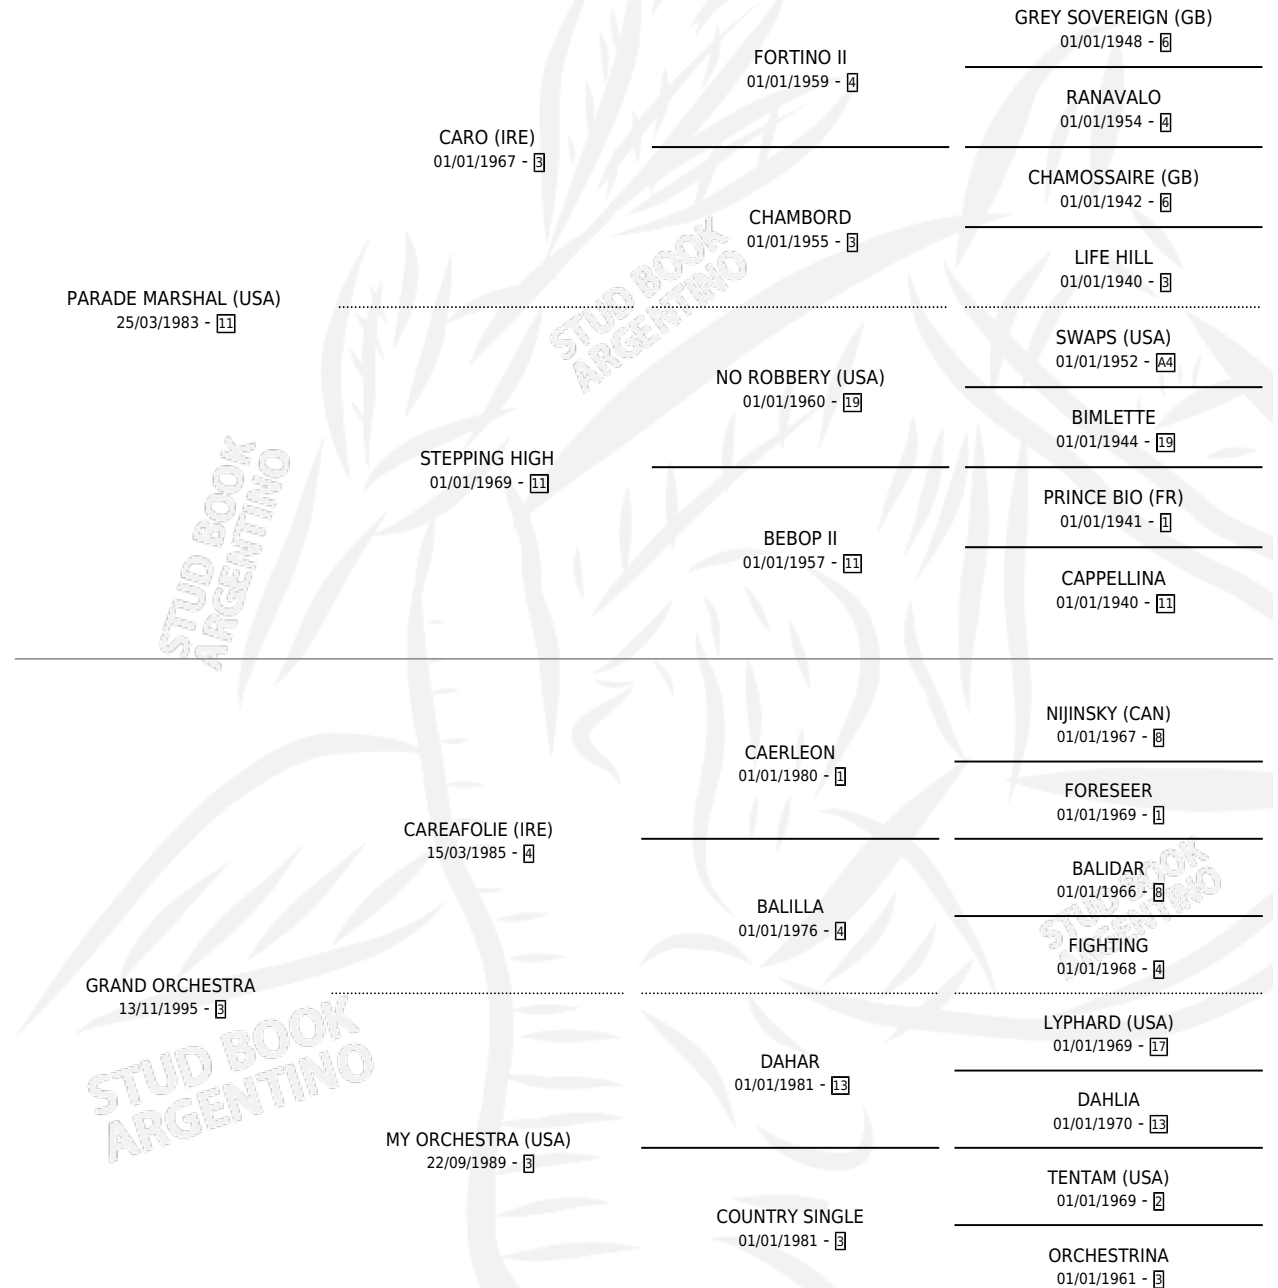 GREY SOVEREIGN (GB)
01/01/1948 - 6
FORTINO II
01/01/1959 - 4
RANAVALO
01/01/1954 - 4
CARO (IRE)
01/01/1967 - 3
CHAMOSSAIRE (GB)
01/01/1942 - 6
CHAMBORD
01/01/1955 - 3
LIFE HILL
01/01/1940 - 3
PARADE MARSHAL (USA)
25/03/1983 - 11
SWAPS (USA)
01/01/1952 - A4
NO ROBBERY (USA)
01/01/1960 - 19
BIMLETTE
01/01/1944 - 19
STEPPING HIGH
01/01/1969 - 11
PRINCE BIO (FR)
01/01/1941 - 1
BEBOP II
01/01/1957 - 11
CAPPELLINA
01/01/1940 - 11
NIJINSKY (CAN)
01/01/1967 - 8
CAERLEON
01/01/1980 - 1
FORESEER
01/01/1969 - 1
CAREAFOLIE (IRE)
15/03/1985 - 4
BALIDAR
01/01/1966 - 8
BALILLA
01/01/1976 - 4
FIGHTING
01/01/1968 - 4
GRAND ORCHESTRA
13/11/1995 - 3
LYPHARD (USA)
01/01/1969 - 17
DAHAR
01/01/1981 - 13
DAHLIA
01/01/1970 - 13
MY ORCHESTRA (USA)
22/09/1989 - 3
TENTAM (USA)
01/01/1969 - 2
COUNTRY SINGLE
01/01/1981 - 3
ORCHESTRINA
01/01/1961 - 3
STUD BOOK
ARGENTINO
STUD BOOK
ARGENTINO
STUD BOOK
ARGENTINO
STUD BOOK
ARGENTINO